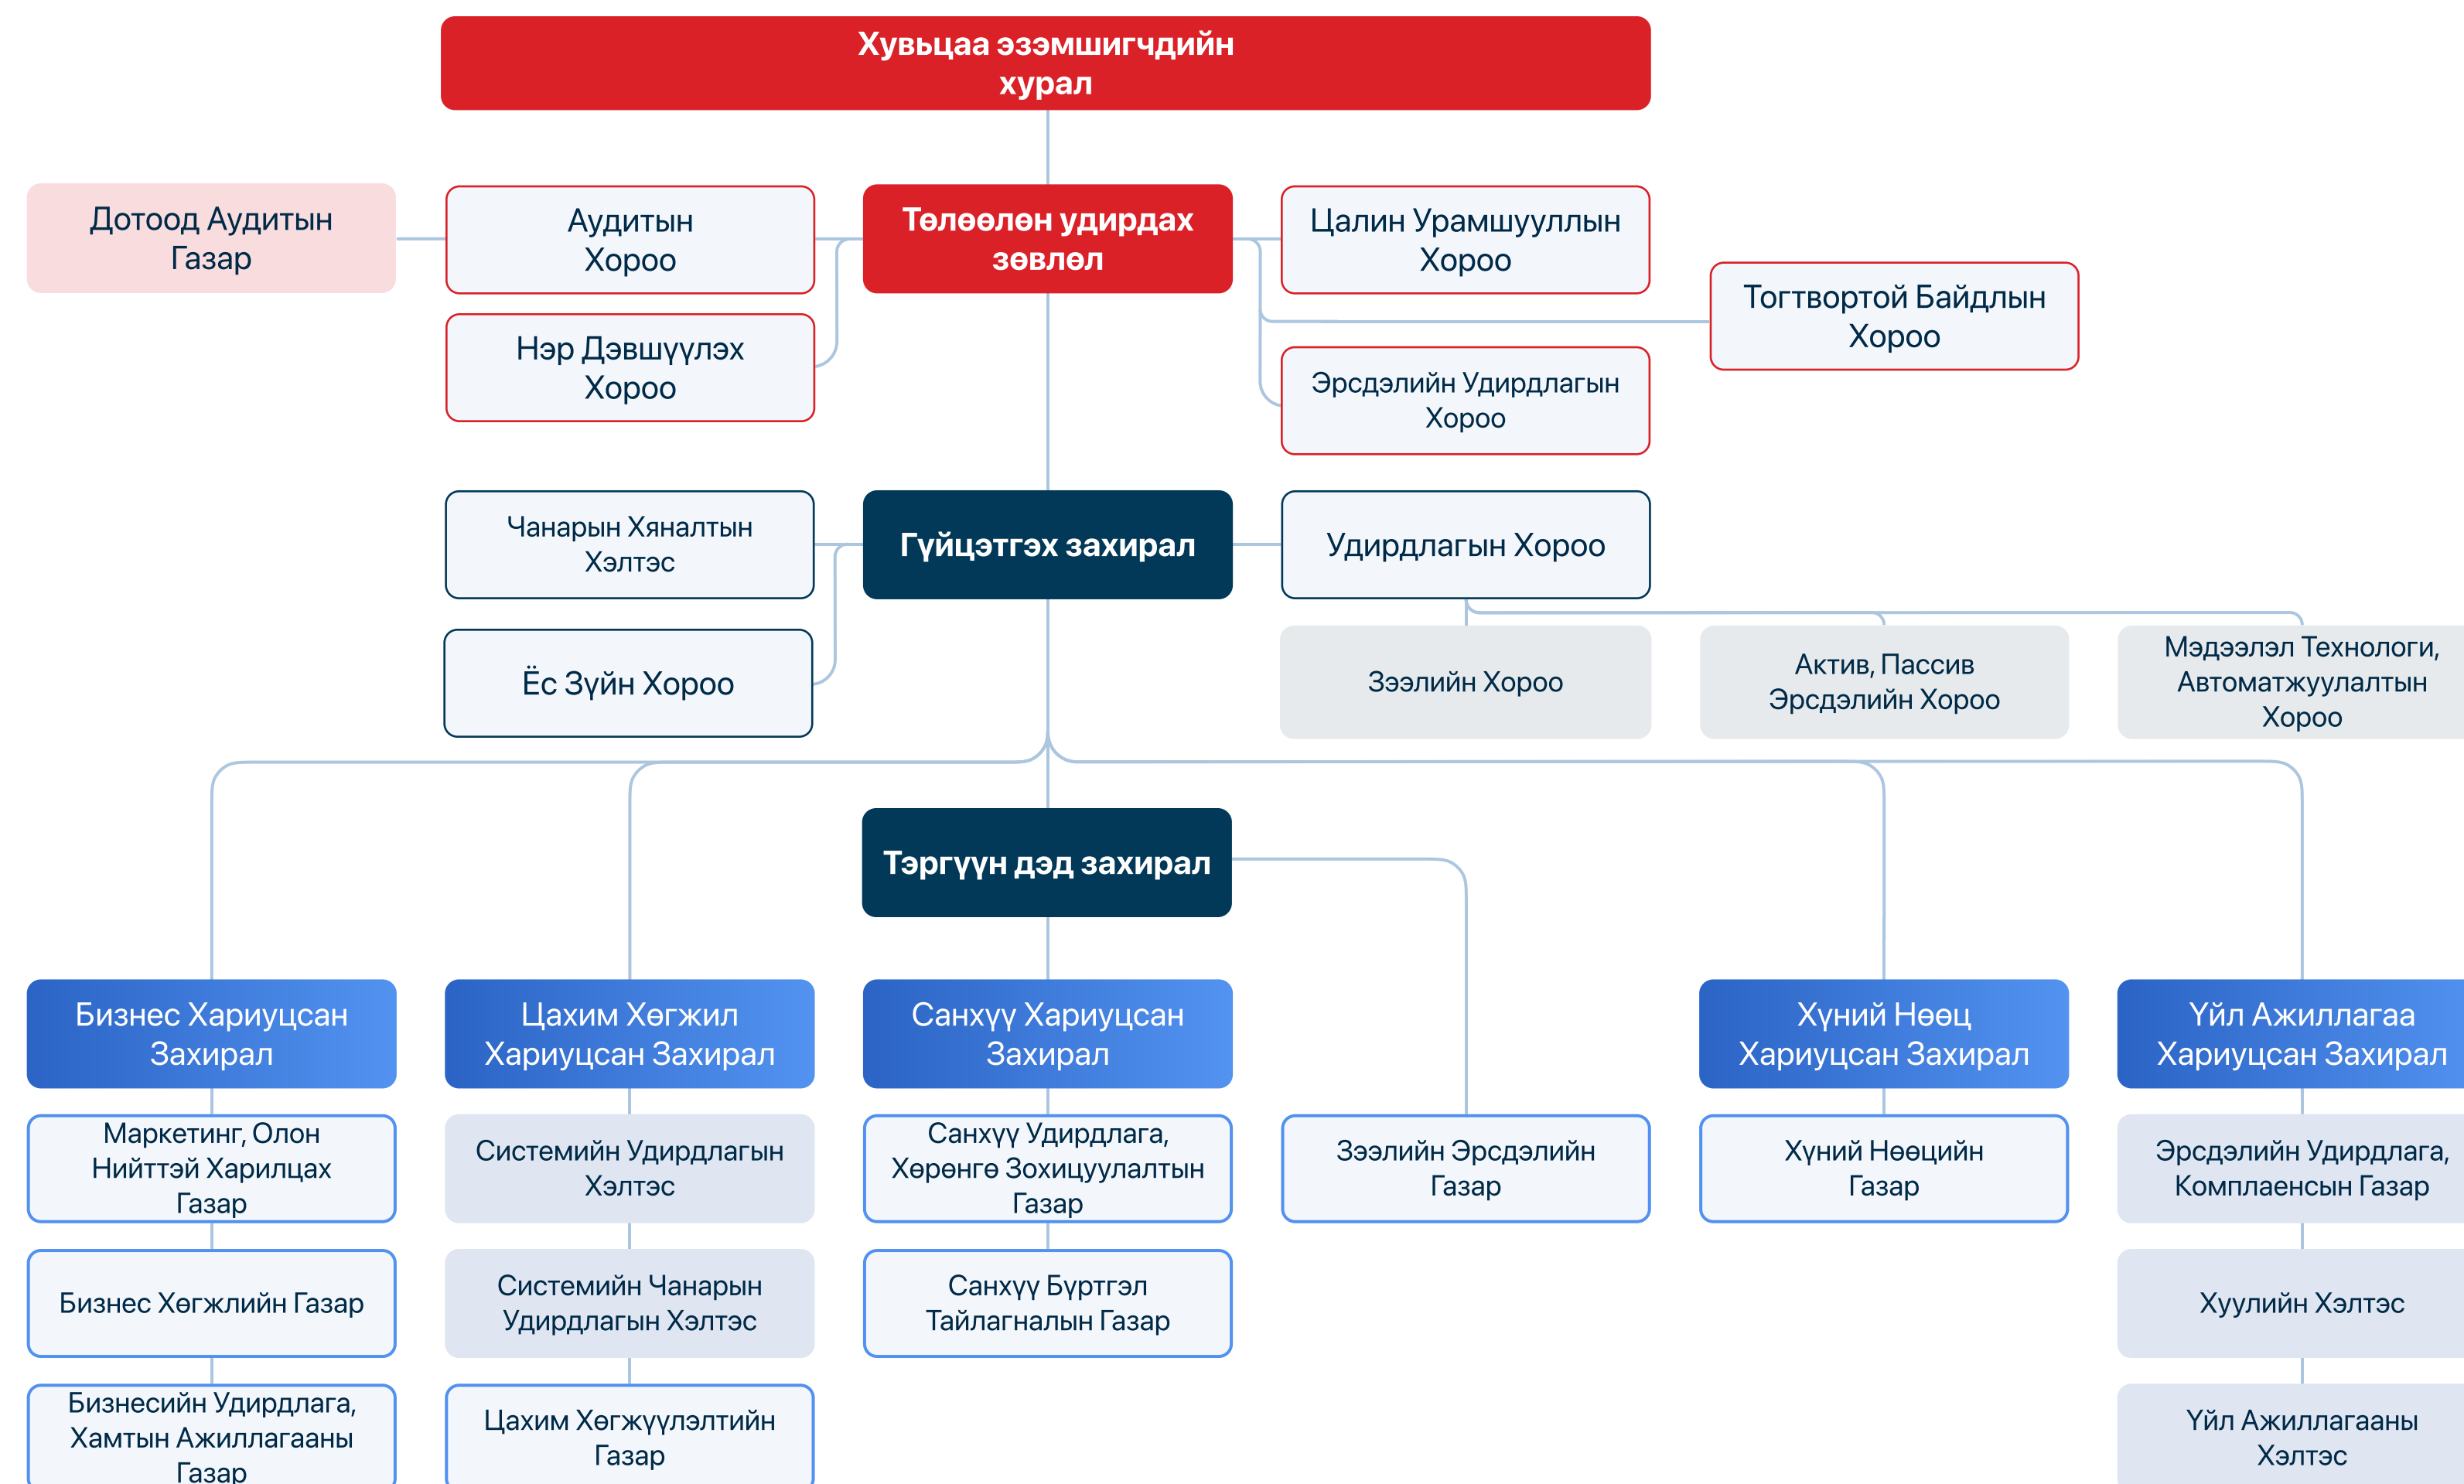 Хувьцаа эзэмшигчдийн
хурал
Дотоод Аудитын
Газар
Аудитын
Хороо
Төлөөлөн удирдах
зөвлөл
Цалин Урамшууллын
Хороо
Тогтвортой Байдлын
Хороо
Нэр Дэвшүүлэх
Хороо
Эрсдэлийн Удирдлагын
Хороо
Чанарын Хяналтын
Хэлтэс
Гүйцэтгэх захирал
Удирдлагын Хороо
Ёс Зүйн Хороо
Зээлийн Хороо
Актив, Пассив
Эрсдэлийн Хороо
Мэдээлэл Технологи,
Автоматжуулалтын
Хороо
Тэргүүн дэд захирал
Бизнес Хариуцсан
Захирал
Цахим Хөгжил
Хариуцсан Захирал
Санхүү Хариуцсан
Захирал
Хүний Нөөц
Хариуцсан Захирал
Үйл Ажиллагаа
Хариуцсан Захирал
Маркетинг, Олон
Нийттэй Харилцах
Газар
Системийн Удирдлагын
Хэлтэс
Санхүү Удирдлага,
Хөрөнгө Зохицуулалтын
Газар
Зээлийн Эрсдэлийн
Газар
Хүний Нөөцийн
Газар
Эрсдэлийн Удирдлага,
Комплаенсын Газар
Бизнес Хөгжлийн Газар
Системийн Чанарын
Удирдлагын Хэлтэс
Санхүү Бүртгэл
Тайлагналын Газар
Хуулийн Хэлтэс
Бизнесийн Удирдлага,
Хамтын Ажиллагааны
Газар
Цахим Хөгжүүлэлтийн
Газар
Үйл Ажиллагааны
Хэлтэс